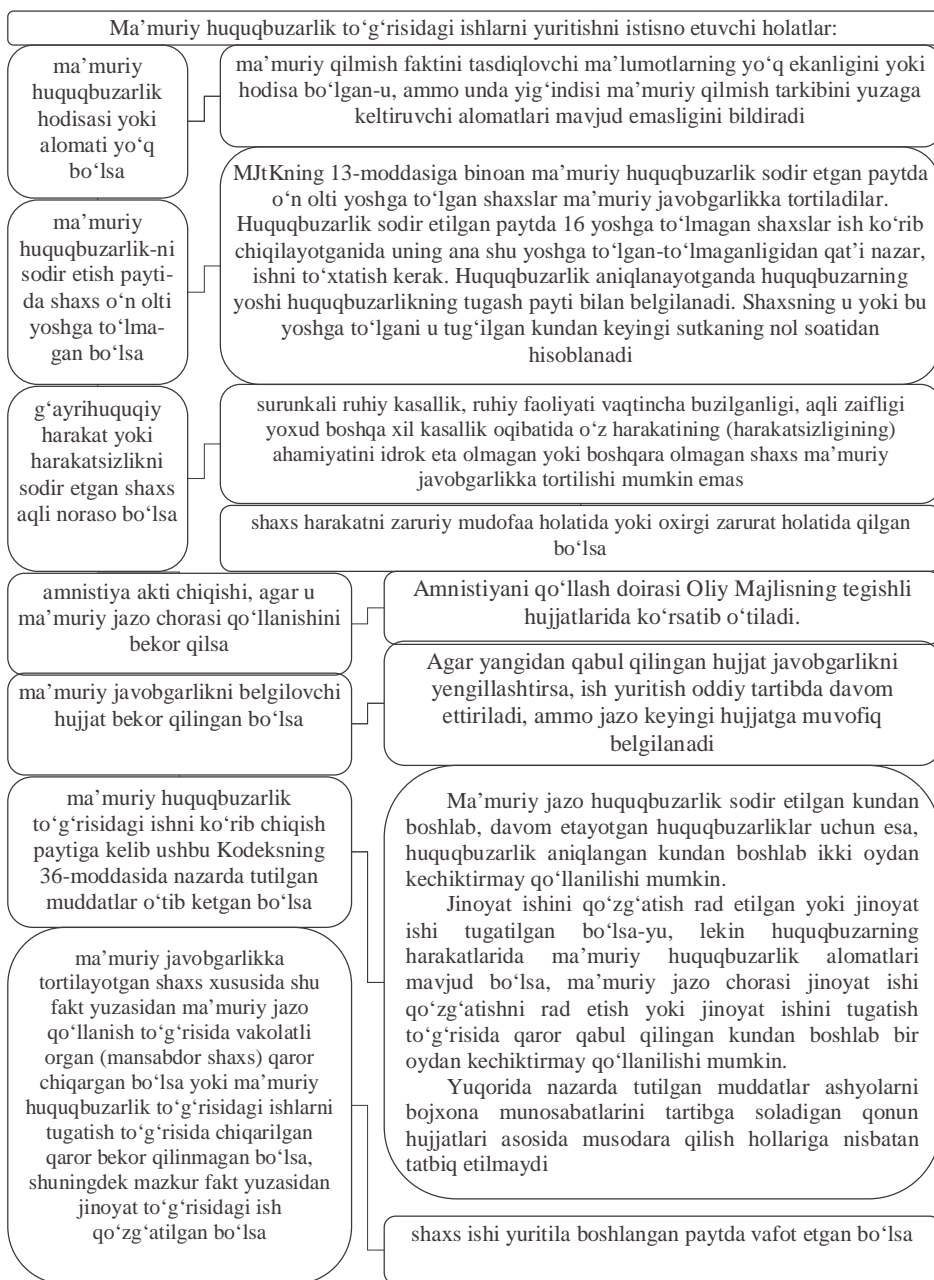 Ma’muriy huquqbuzarlik to‘g‘risidagi ishlarni yuritishni istisno etuvchi holatlar:
ma’muriy
huquqbuzarlik
hodisasi yoki
alomati yo‘q
bo‘lsa
ma’muriy qilmish faktini tasdiqlovchi ma’lumotlarning yo‘q ekanligini yoki
hodisa bo‘lgan-u, ammo unda yig‘indisi ma’muriy qilmish tarkibini yuzaga
keltiruvchi alomatlari mavjud emasligini bildiradi
ma’muriy
huquqbuzarlik-ni
sodir etish payti-
da shaxs o‘n olti
yoshga to‘lma-
gan bo‘lsa
MJtKning 13-moddasiga binoan ma’muriy huquqbuzarlik sodir etgan paytda
o‘n olti yoshga to‘lgan shaxslar ma’muriy javobgarlikka tortiladilar.
Huquqbuzarlik sodir etilgan paytda 16 yoshga to‘lmagan shaxslar ish ko‘rib
chiqilayotganida uning ana shu yoshga to‘lgan-to‘lmaganligidan qat’i nazar,
ishni to‘xtatish kerak. Huquqbuzarlik aniqlanayotganda huquqbuzarning
yoshi huquqbuzarlikning tugash payti bilan belgilanadi. Shaxsning u yoki bu
yoshga to‘lgani u tug‘ilgan kundan keyingi sutkaning nol soatidan
hisoblanadi
g‘ayrihuquqiy
harakat yoki
harakatsizlikni
sodir etgan shaxs
aqli noraso bo‘lsa
surunkali ruhiy kasallik, ruhiy faoliyati vaqtincha buzilganligi, aqli zaifligi
yoxud boshqa xil kasallik oqibatida o‘z harakatining (harakatsizligining)
ahamiyatini idrok eta olmagan yoki boshqara olmagan shaxs ma’muriy
javobgarlikka tortilishi mumkin emas
shaxs harakatni zaruriy mudofaa holatida yoki oxirgi zarurat holatida qilgan
bo‘lsa
amnistiya akti chiqishi, agar u
ma’muriy jazo chorasi qo‘llanishini
bekor qilsa
Amnistiyani qo‘llash doirasi Oliy Majlisning tegishli
hujjatlarida ko‘rsatib o‘tiladi.
ma’muriy javobgarlikni belgilovchi
hujjat bekor qilingan bo‘lsa
Agar yangidan qabul qilingan hujjat javobgarlikni
yengillashtirsa, ish yuritish oddiy tartibda davom
ettiriladi, ammo jazo keyingi hujjatga muvofiq
belgilanadi
ma’muriy huquqbuzarlik
to‘g‘risidagi ishni ko‘rib chiqish
paytiga kelib ushbu Kodeksning
36-moddasida nazarda tutilgan
muddatlar o‘tib ketgan bo‘lsa
Ma’muriy jazo huquqbuzarlik sodir etilgan kundan
boshlab, davom etayotgan huquqbuzarliklar uchun esa,
huquqbuzarlik aniqlangan kundan boshlab ikki oydan
kechiktirmay qo‘llanilishi mumkin.
Jinoyat ishini qo‘zg‘atish rad etilgan yoki jinoyat
ishi tugatilgan bo‘lsa-yu, lekin huquqbuzarning
harakatlarida ma’muriy huquqbuzarlik alomatlari
mavjud bo‘lsa, ma’muriy jazo chorasi jinoyat ishi
qo‘zg‘atishni rad etish yoki jinoyat ishini tugatish
to‘g‘risida qaror qabul qilingan kundan boshlab bir
oydan kechiktirmay qo‘llanilishi mumkin.
Yuqorida nazarda tutilgan muddatlar ashyolarni
bojxona munosabatlarini tartibga soladigan qonun
hujjatlari asosida musodara qilish hollariga nisbatan
tatbiq etilmaydi
ma’muriy javobgarlikka
tortilayotgan shaxs xususida shu
fakt yuzasidan ma’muriy jazo
qo‘llanish to‘g‘risida vakolatli
organ (mansabdor shaxs) qaror
chiqargan bo‘lsa yoki ma’muriy
huquqbuzarlik to‘g‘risidagi ishlarni
tugatish to‘g‘risida chiqarilgan
qaror bekor qilinmagan bo‘lsa,
shuningdek mazkur fakt yuzasidan
jinoyat to‘g‘risidagi ish
qo‘zg‘atilgan bo‘lsa
shaxs ishi yuritila boshlangan paytda vafot etgan bo‘lsa